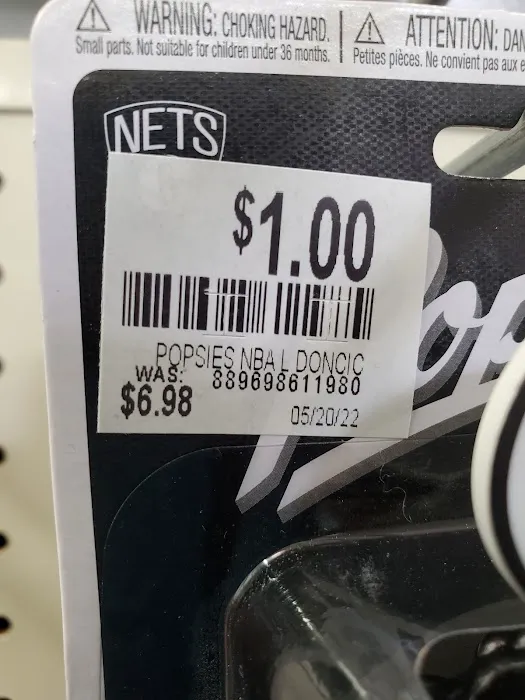 WARNING: CHOKING HAZARD.
Small parts. Not suitable for children under 36 months.
ATTENTION:
Petites pièces. Ne convient pas aux
NETS
$1.00
POPSIES NBA L DONCIC
WAS: 889698611980
$6.98
05/20/22